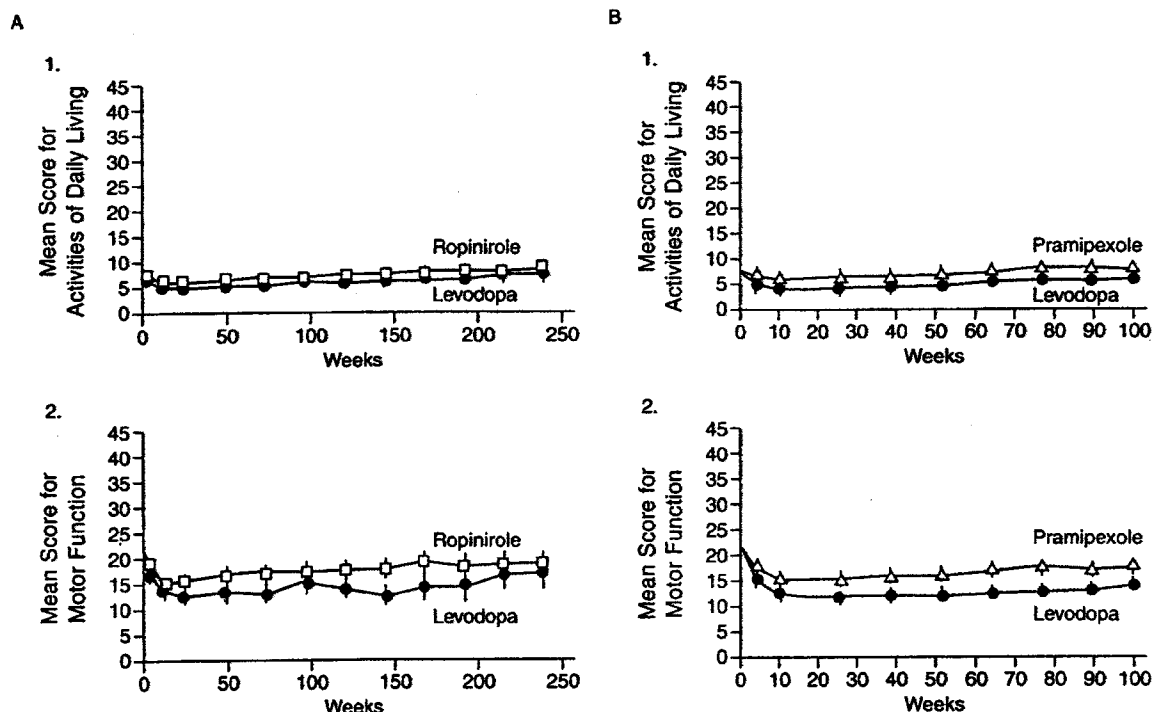 A
1.
Mean Score for
Activities of Daily Living
45
40
35
30
25
20
15
10
5
0
Ropinirole
Levodopa
0 50 100 150 200 250
Weeks
2.
Mean Score for
Motor Function
45
40
35
30
25
20
15
10
5
0
Ropinirole
Levodopa
0 50 100 150 200 250
Weeks
B
1.
Mean Score for
Activities of Daily Living
45
40
35
30
25
20
15
10
5
0
Pramipexole
Levodopa
0 10 20 30 40 50 60 70 80 90 100
Weeks
2.
Mean Score for
Motor Function
45
40
35
30
25
20
15
10
5
0
Pramipexole
Levodopa
0 10 20 30 40 50 60 70 80 90 100
Weeks